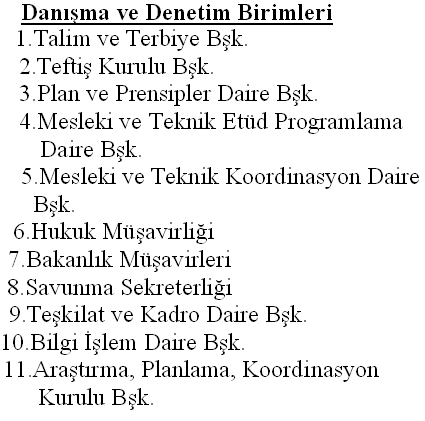 Danışma ve Denetim Birimleri
1.Talim ve Terbiye Bşk.
2.Teftiş Kurulu Bşk.
3.Plan ve Prensipler Daire Bşk.
4.Mesleki ve Teknik Etüd Programlama
Daire Bşk.
5.Mesleki ve Teknik Koordinasyon Daire
Bşk.
6.Hukuk Müşavirliği
7.Bakanlık Müşavirleri
8.Savunma Sekreterliği
9.Teşkilat ve Kadro Daire Bşk.
10.Bilgi İşlem Daire Bşk.
11.Araştırma, Planlama, Koordinasyon
Kurulu Bşk.